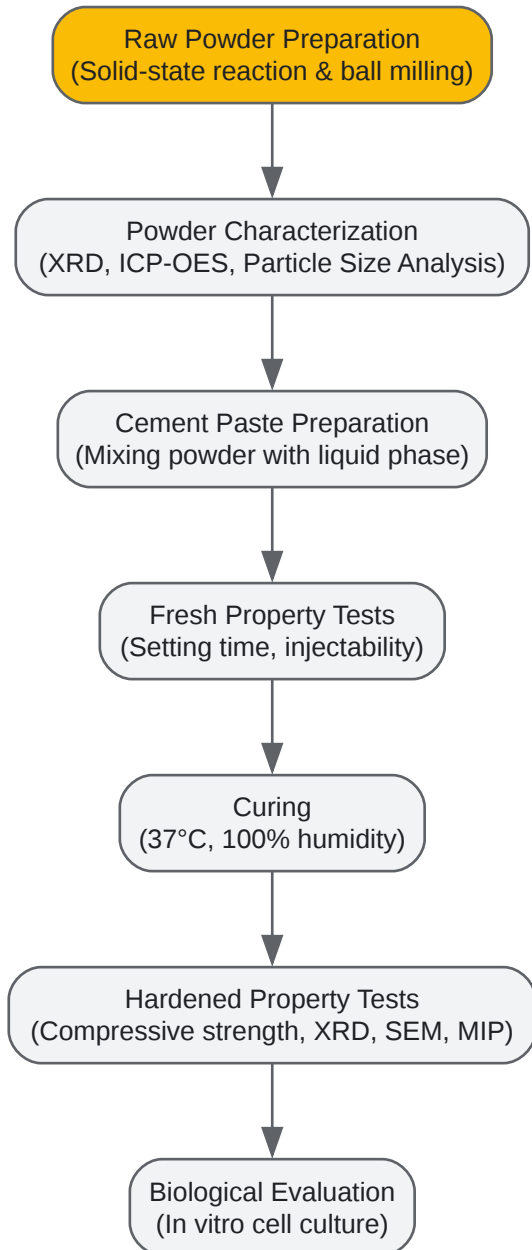 Raw Powder Preparation
(Solid-state reaction & ball milling)
Powder Characterization
(XRD, ICP-OES, Particle Size Analysis)
Cement Paste Preparation
(Mixing powder with liquid phase)
Fresh Property Tests
(Setting time, injectability)
Curing
(37°C, 100% humidity)
Hardened Property Tests
(Compressive strength, XRD, SEM, MIP)
Biological Evaluation
(In vitro cell culture)